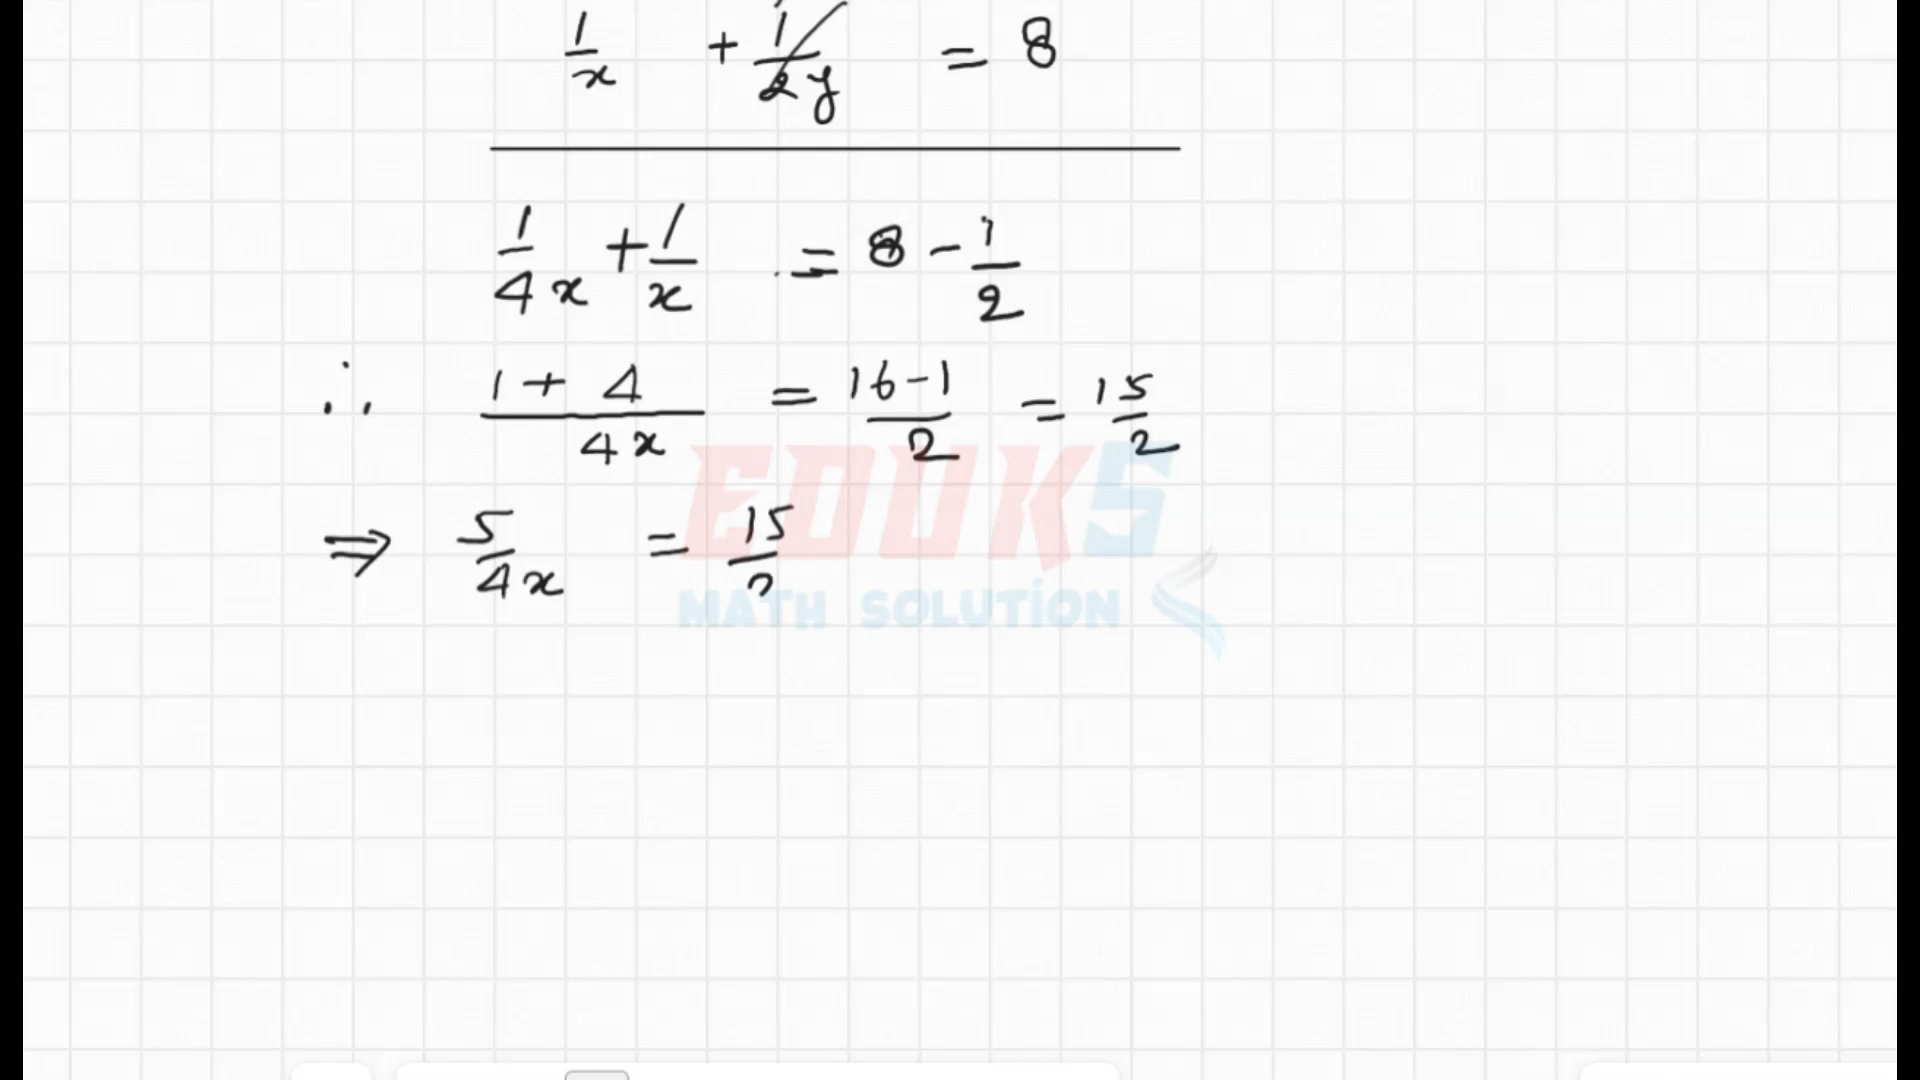 1/x + 1/2y = 8
1/4x + 1/x = 8 - 1/2
∴ 1 + 4/4x = 16-1/2 = 15/2
⇒ 5/4x = 15/2
EDUKS
MATH SOLUTION